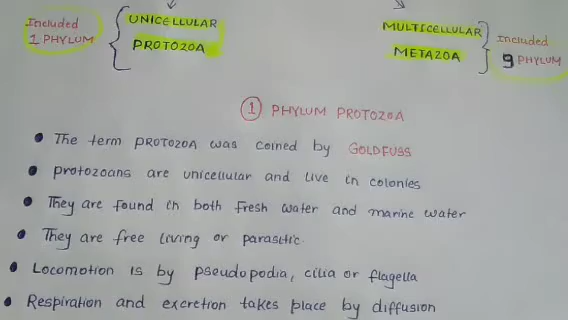 Included
1 PHYLUM
UNICELLULAR
PROTOZOA
MULTICELLULAR
METAZOA
Included
9 PHYLUM
1 PHYLUM PROTOZOA
• The term PROTOZOA was coined by GOLDFUSS
• protozoans are unicellular and live in colonies
• They are found in both fresh water and marine water
• They are free living or parasitic.
• Locomotion is by pseudopodia, cilia or flagella
• Respiration and excretion takes place by diffusion